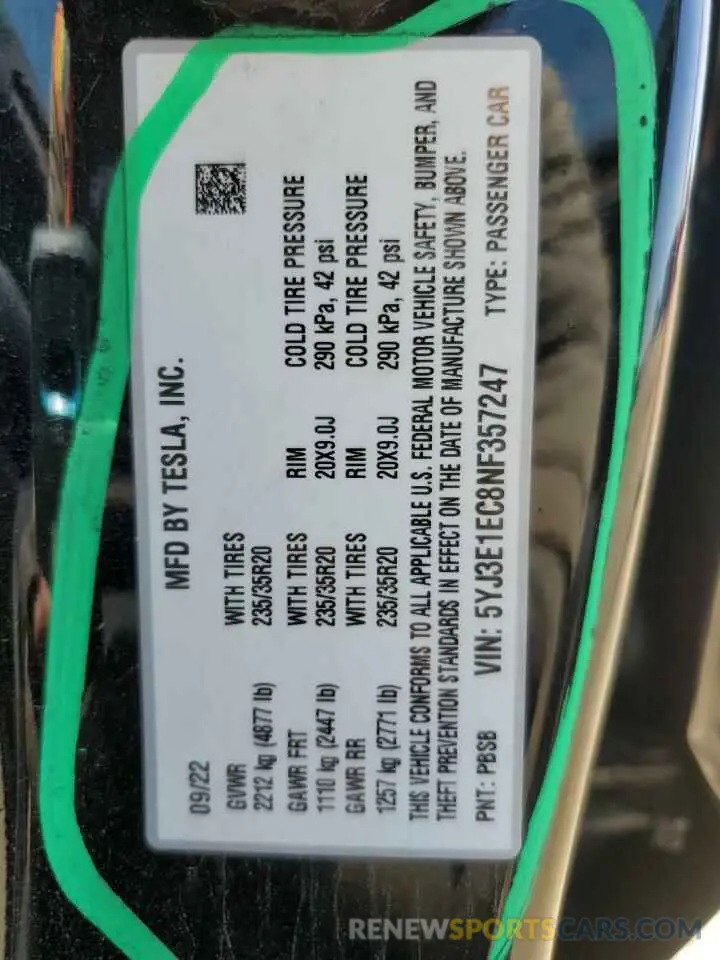 MFD BY TESLA, INC.
09/22
GVWR WITH TIRES
2212 kg (4877 lb) 235/35R20
GAWR FRT WITH TIRES RIM COLD TIRE PRESSURE
1110 kg (2447 lb) 235/35R20 20X9.0J 290 kPa, 42 psi
GAWR RR WITH TIRES RIM COLD TIRE PRESSURE
1257 kg (2771 lb) 235/35R20 20X9.0J 290 kPa, 42 psi
THIS VEHICLE CONFORMS TO ALL APPLICABLE U.S. FEDERAL MOTOR VEHICLE SAFETY, BUMPER, AND
THEFT PREVENTION STANDARDS IN EFFECT ON THE DATE OF MANUFACTURE SHOWN ABOVE.
PNT: PBSB VIN: 5YJ3E1EC8NF357247 TYPE: PASSENGER CAR
RENEWSPORTSCARS.COM